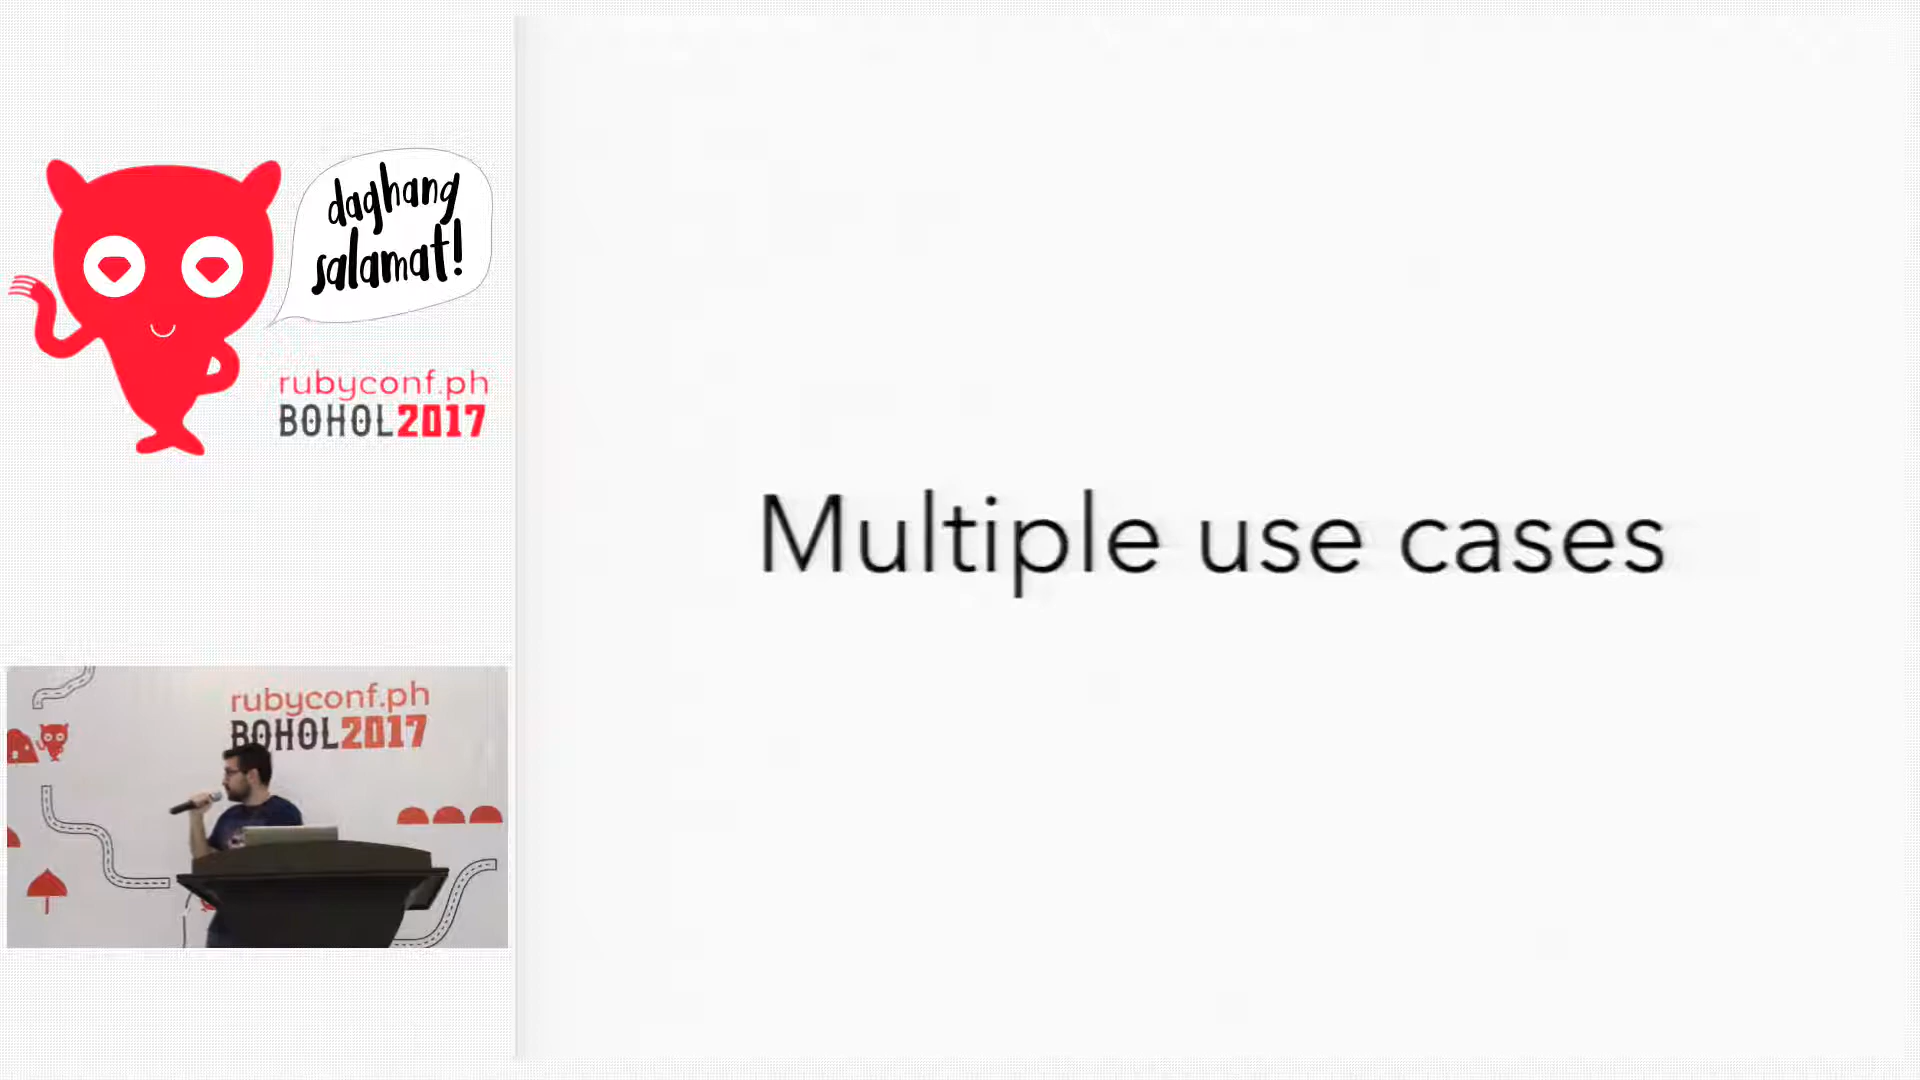 daghang
salamat!
rubyconf.ph
BOHOL2017
Multiple use cases
rubyconf.ph
BOHOL2017